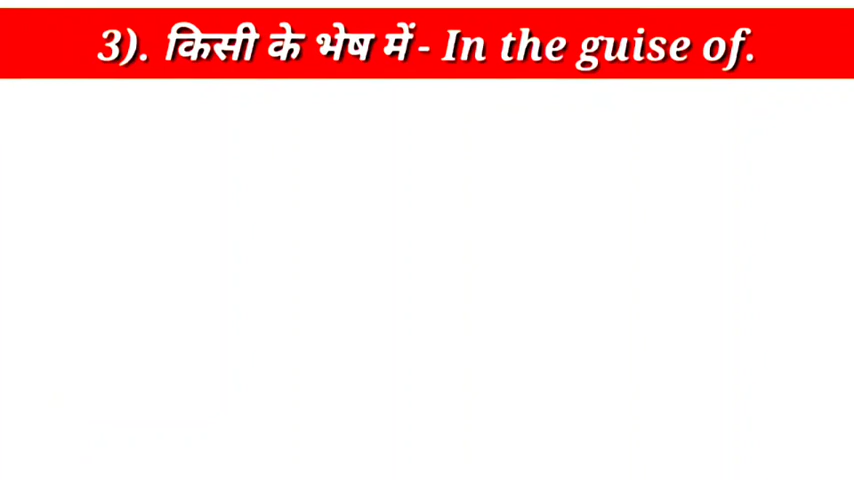 3). किसी के भेष में - In the guise of.